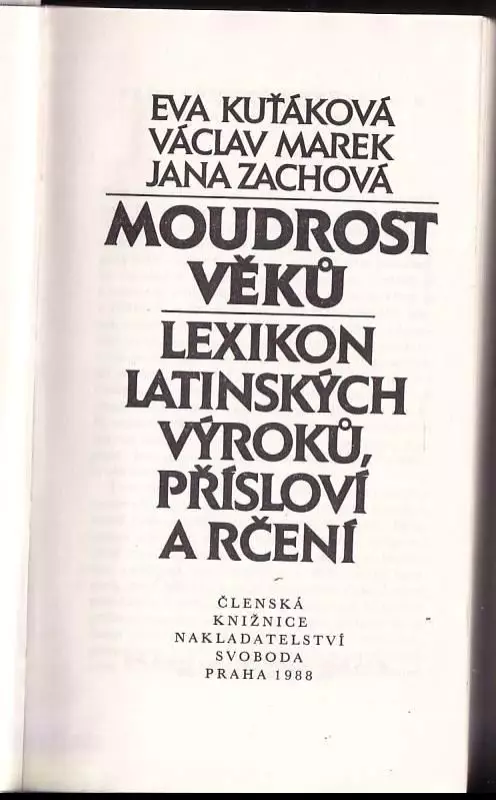 EVA KUŤÁKOVÁ
VÁCLAV MAREK
JANA ZACHOVÁ
MOUDROST
VĚKŮ
LEXIKON
LATINSKÝCH
VÝROKŮ,
PŘÍSLOVÍ
A RČENÍ
ČLENSKÁ
KNIŽNICE
NAKLADATELSTVÍ
SVOBODA
PRAHA 1988